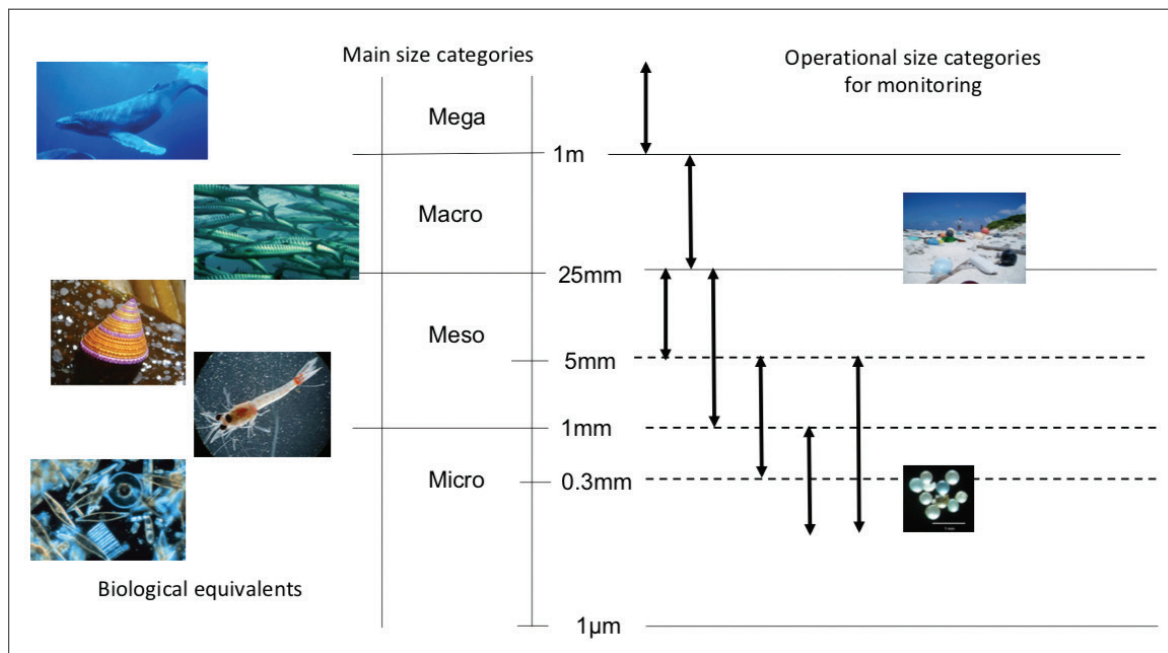 Main size categories
Operational size categories
for monitoring
Mega
1m
Macro
25mm
Meso
5mm
1mm
Micro
0.3mm
Biological equivalents
1µm